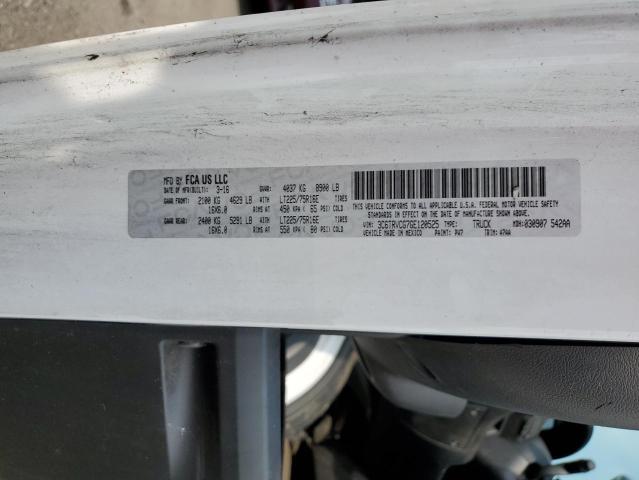 MFD BY FCA US LLC
DATE OF MFR(BUILT): 3-16 GVWR: 4037 KG 8900 LB
GAWR FRONT: 2100 KG 4629 LB WITH LT225/75R16E TIRES
16X6.0 RIMS AT 450 KPA ( 65 PSI) COLD
GAWR REAR: 2400 KG 5291 LB WITH LT225/75R16E TIRES
16X6.0 RIMS AT 550 KPA ( 80 PSI) COLD
THIS VEHICLE CONFORMS TO ALL APPLICABLE U.S.A. FEDERAL MOTOR VEHICLE SAFETY
STANDARDS IN EFFECT ON THE DATE OF MANUFACTURE SHOWN ABOVE.
VIN: 3C6TRVCG7GE120525 TYPE: TRUCK MDH:030907 542AA
VEHICLE MADE IN MEXICO PAINT: PW7 TRIM: A7AA